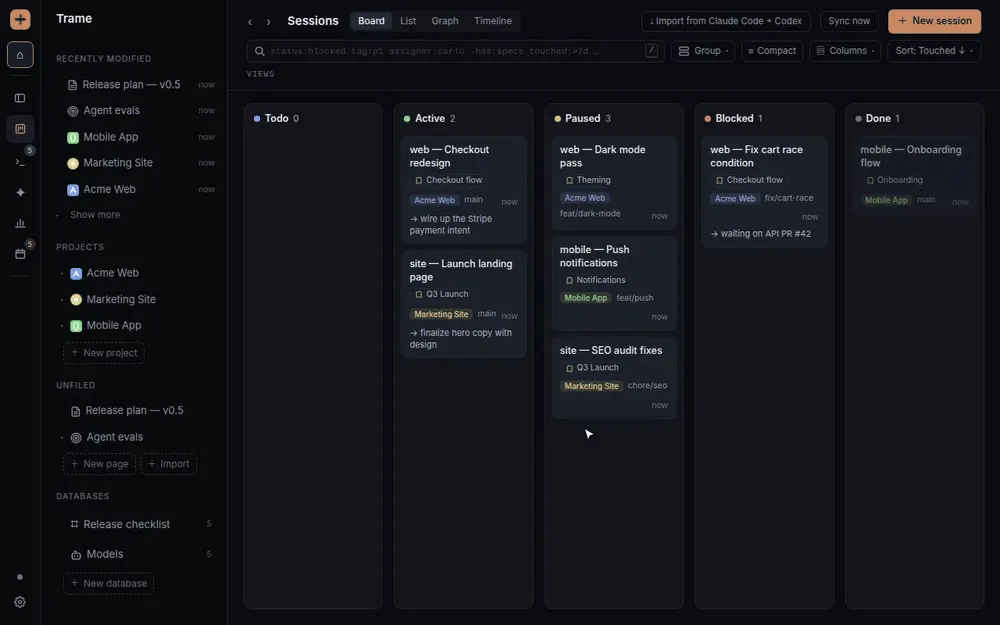 Trame
RECENTLY MODIFIED
Release plan — v0.5 now
Agent evals now
Mobile App now
Marketing Site now
Acme Web now
Show more
PROJECTS
Acme Web
Marketing Site
Mobile App
+ New project
UNFILED
Release plan — v0.5
Agent evals
+ New page + Import
DATABASES
Release checklist 5
Models 5
+ New database
5
5
Sessions Board List Graph Timeline
↓ Import from Claude Code + Codex Sync now + New session
status:blocked tag:p1 assigner:carlo -has:specs touched:>7d … /
Group Compact Columns Sort: Touched ↓
VIEWS
Todo 0
Active 2
web — Checkout
redesign
Checkout flow
Acme Web main now
→ wire up the Stripe
payment intent
site — Launch landing
page
Q3 Launch
Marketing Site main now
→ finalize hero copy with
design
Paused 3
web — Dark mode
pass
Theming
Acme Web
feat/dark-mode now
mobile — Push
notifications
Notifications
Mobile App feat/push
now
site — SEO audit fixes
Q3 Launch
Marketing Site chore/seo
now
Blocked 1
web — Fix cart race
condition
Checkout flow
Acme Web fix/cart-race
now
→ waiting on API PR #42
Done 1
mobile — Onboarding
flow
Onboarding
Mobile App main now